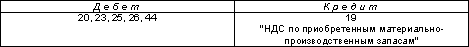 Дебет Кредит
20, 23, 25, 26, 44 19
"НДС по приобретенным материально-
производственным запасам"